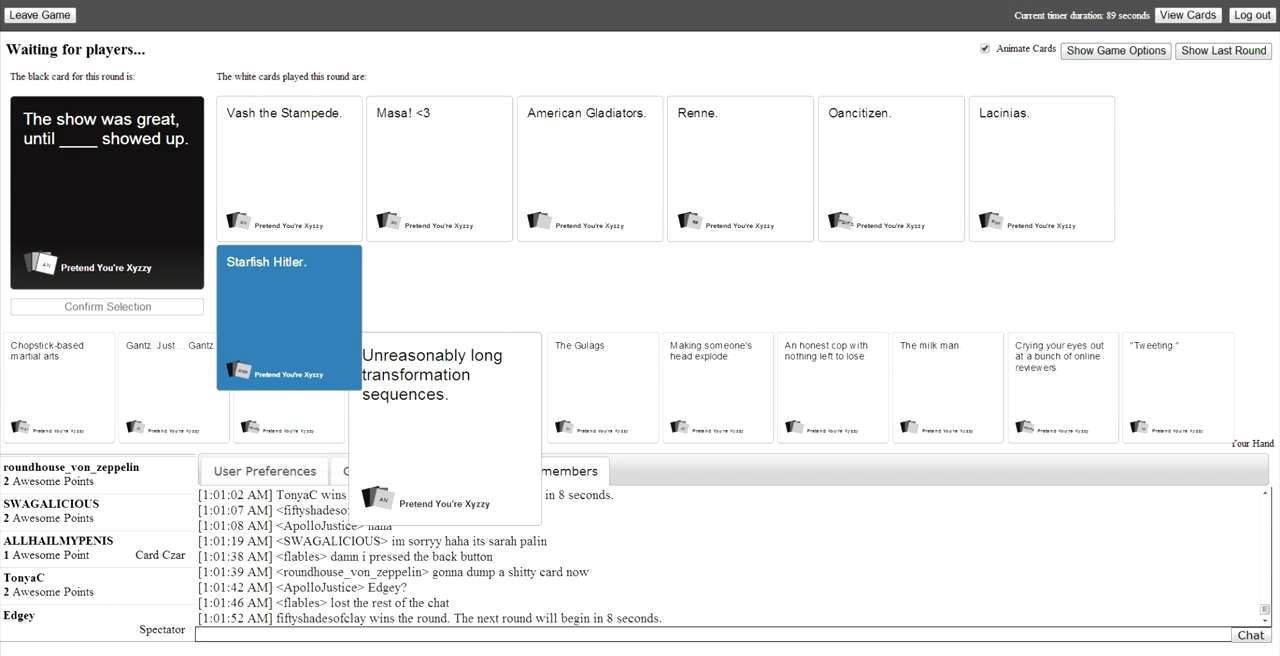 Leave Game
Current timer duration: 89 seconds
View Cards
Log out
Waiting for players...
Animate Cards
Show Game Options
Show Last Round
The black card for this round is:
The white cards played this round are:
The show was great,
until ____ showed up.
Pretend You're Xyzzy
Confirm Selection
Vash the Stampede.
Pretend You're Xyzzy
Masa! <3
Pretend You're Xyzzy
American Gladiators.
Pretend You're Xyzzy
Renne.
Pretend You're Xyzzy
Oancitizen.
Pretend You're Xyzzy
Lacinias.
Pretend You're Xyzzy
Starfish Hitler.
Pretend You're Xyzzy
Chopstick-based
martial arts.
Pretend You're Xyzzy
Gantz. Just... Gantz
Pretend You're Xyzzy
Pretend You're Xyzzy
Unreasonably long
transformation
sequences.
Pretend You're Xyzzy
The Gulags.
Pretend You're Xyzzy
Making someone's
head explode.
Pretend You're Xyzzy
An honest cop with
nothing left to lose.
Pretend You're Xyzzy
The milk man.
Pretend You're Xyzzy
Crying your eyes out
at a bunch of online
reviewers.
Pretend You're Xyzzy
"Tweeting."
Pretend You're Xyzzy
Your Hand
roundhouse_von_zeppelin
2 Awesome Points
SWAGALICIOUS
2 Awesome Points
ALLHAILMYPENIS
1 Awesome Point
Card Czar
TonyaC
2 Awesome Points
Edgey
Spectator
User Preferences
members
[1:01:02 AM] TonyaC wins in 8 seconds.
[1:01:07 AM] <fiftyshadesof
[1:01:08 AM] <ApolloJustice> haha
[1:01:19 AM] <SWAGALICIOUS> im sorryy haha its sarah palin
[1:01:38 AM] <flables> damn i pressed the back button
[1:01:39 AM] <roundhouse_von_zeppelin> gonna dump a shitty card now
[1:01:42 AM] <ApolloJustice> Edgey?
[1:01:46 AM] <flables> lost the rest of the chat
[1:01:52 AM] fiftyshadesofclay wins the round. The next round will begin in 8 seconds.
Chat